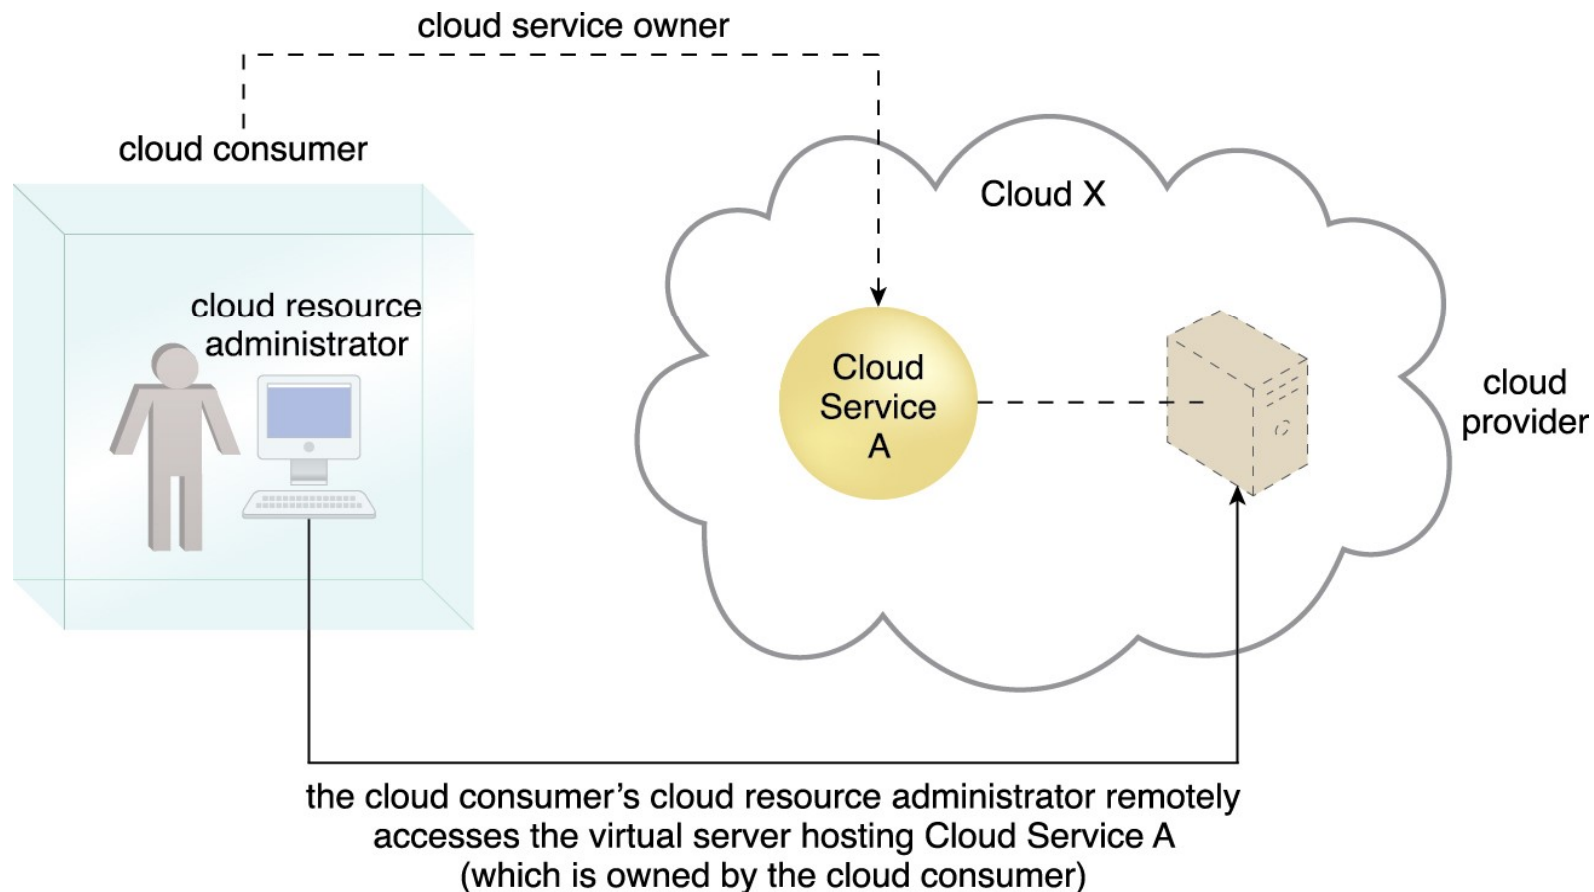 cloud service owner
cloud consumer
Cloud X
cloud resource
administrator
Cloud
Service
A
cloud
provider
the cloud consumer’s cloud resource administrator remotely
accesses the virtual server hosting Cloud Service A
(which is owned by the cloud consumer)